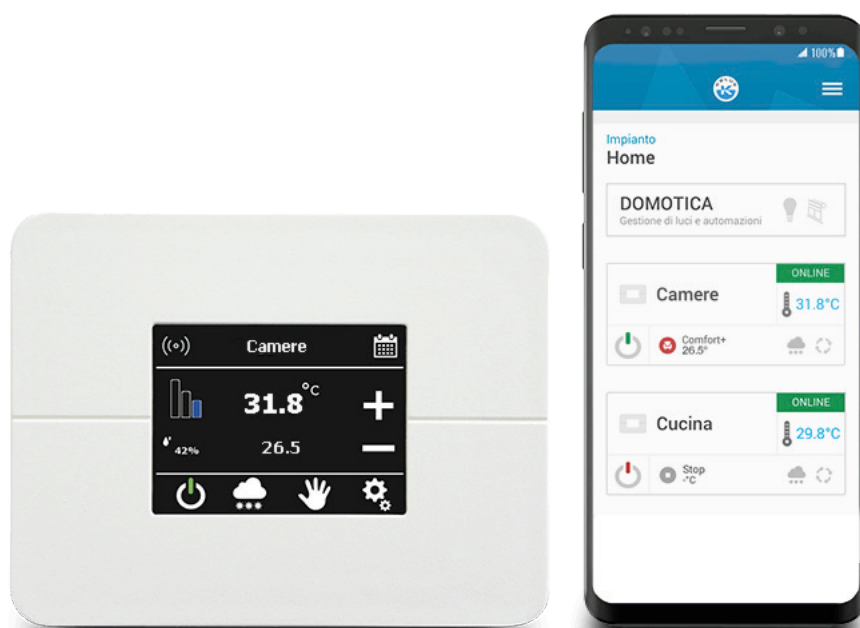 Camere
31.8°C
42%
26.5
100%
Impianto
Home
DOMOTICA
Gestione di luci e automazioni
ONLINE
Camere
31.8°C
Comfort+
26.5°
ONLINE
Cucina
29.8°C
Stop
-°C